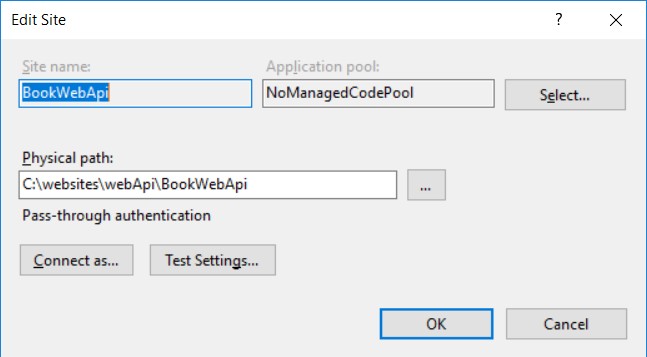 Edit Site
?
Site name:
Application pool:
BookWebApi
NoManagedCodePool
Select...
Physical path:
C:\websites\webApi\BookWebApi
...
Pass-through authentication
Connect as...
Test Settings...
OK
Cancel